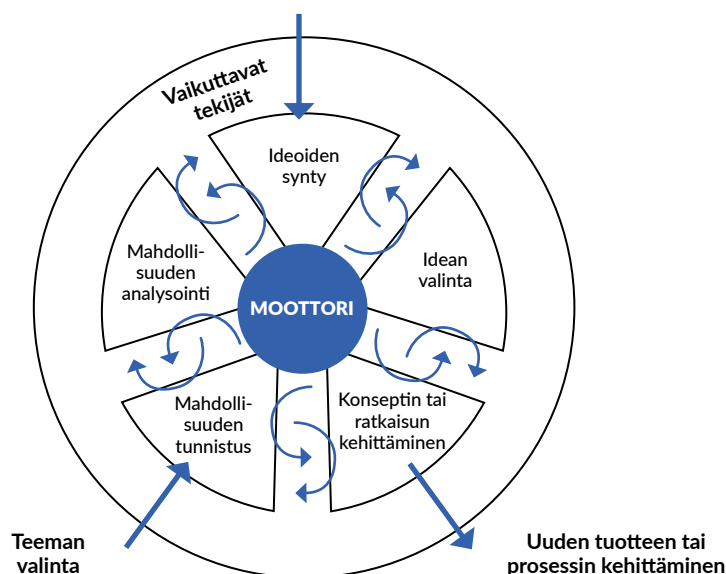 Vaikuttavat
tekijät
Ideoiden
synty
Idean
valinta
Mahdolli-
suuden
analysointi
MOOTTORI
Mahdolli-
suuden
tunnistus
Konseptin tai
ratkaisun
kehittäminen
Teeman
valinta
Uuden tuotteen tai
prosessin kehittäminen